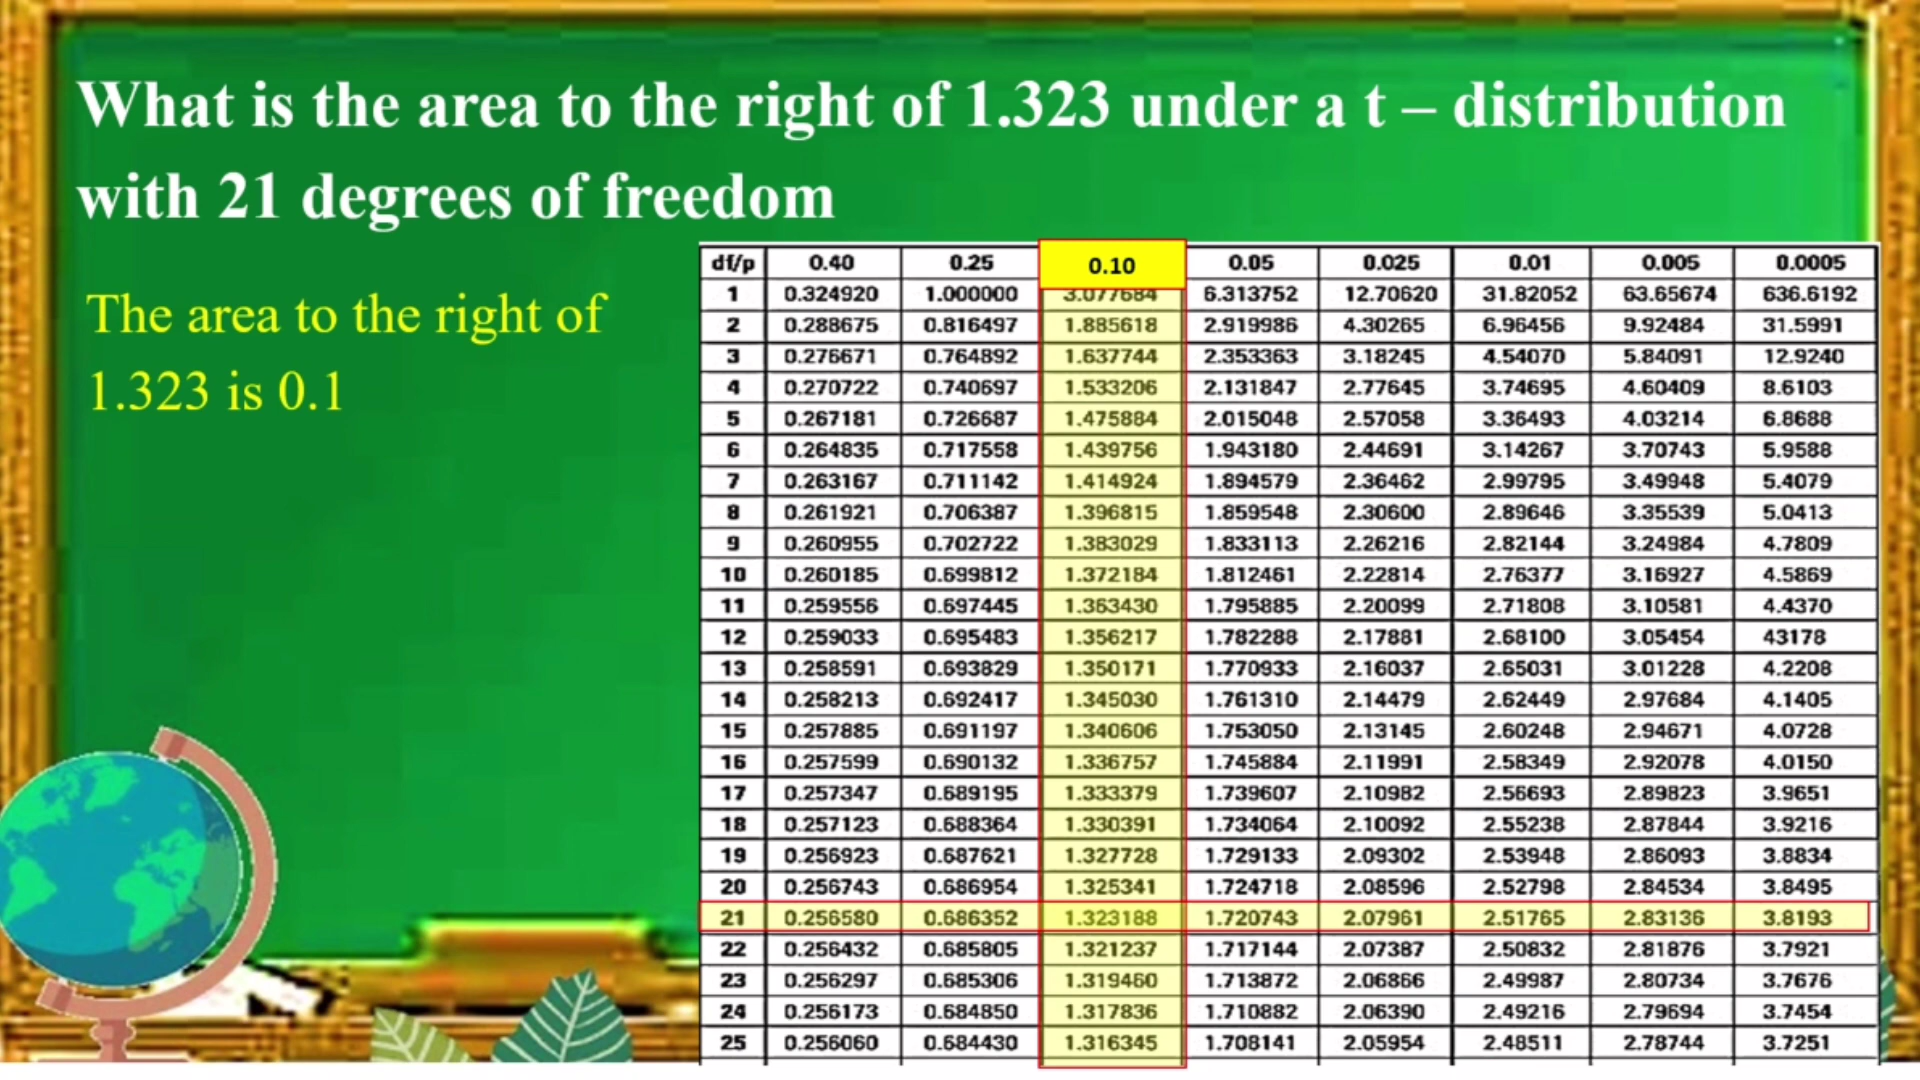 What is the area to the right of 1.323 under a t – distribution
with 21 degrees of freedom
The area to the right of
1.323 is 0.1
df/p 0.40 0.25 0.10 0.05 0.025 0.01 0.005 0.0005
1 0.324920 1.000000 3.077684 6.313752 12.70620 31.82052 63.65674 636.6192
2 0.288675 0.816497 1.885618 2.919986 4.30265 6.96456 9.92484 31.5991
3 0.276671 0.764892 1.637744 2.353363 3.18245 4.54070 5.84091 12.9240
4 0.270722 0.740697 1.533206 2.131847 2.77645 3.74695 4.60409 8.6103
5 0.267181 0.726687 1.475884 2.015048 2.57058 3.36493 4.03214 6.8688
6 0.264835 0.717558 1.439756 1.943180 2.44691 3.14267 3.70743 5.9588
7 0.263167 0.711142 1.414924 1.894579 2.36462 2.99795 3.49948 5.4079
8 0.261921 0.706387 1.396815 1.859548 2.30600 2.89646 3.35539 5.0413
9 0.260955 0.702722 1.383029 1.833113 2.26216 2.82144 3.24984 4.7809
10 0.260185 0.699812 1.372184 1.812461 2.22814 2.76377 3.16927 4.5869
11 0.259556 0.697445 1.363430 1.795885 2.20099 2.71808 3.10581 4.4370
12 0.259033 0.695483 1.356217 1.782288 2.17881 2.68100 3.05454 43178
13 0.258591 0.693829 1.350171 1.770933 2.16037 2.65031 3.01228 4.2208
14 0.258213 0.692417 1.345030 1.761310 2.14479 2.62449 2.97684 4.1405
15 0.257885 0.691197 1.340606 1.753050 2.13145 2.60248 2.94671 4.0728
16 0.257599 0.690132 1.336757 1.745884 2.11991 2.58349 2.92078 4.0150
17 0.257347 0.689195 1.333379 1.739607 2.10982 2.56693 2.89823 3.9651
18 0.257123 0.688364 1.330391 1.734064 2.10092 2.55238 2.87844 3.9216
19 0.256923 0.687621 1.327728 1.729133 2.09302 2.53948 2.86093 3.8834
20 0.256743 0.686954 1.325341 1.724718 2.08596 2.52798 2.84534 3.8495
21 0.256580 0.686352 1.323188 1.720743 2.07961 2.51765 2.83136 3.8193
22 0.256432 0.685805 1.321237 1.717144 2.07387 2.50832 2.81876 3.7921
23 0.256297 0.685306 1.319460 1.713872 2.06866 2.49987 2.80734 3.7676
24 0.256173 0.684850 1.317836 1.710882 2.06390 2.49216 2.79694 3.7454
25 0.256060 0.684430 1.316345 1.708141 2.05954 2.48511 2.78744 3.7251